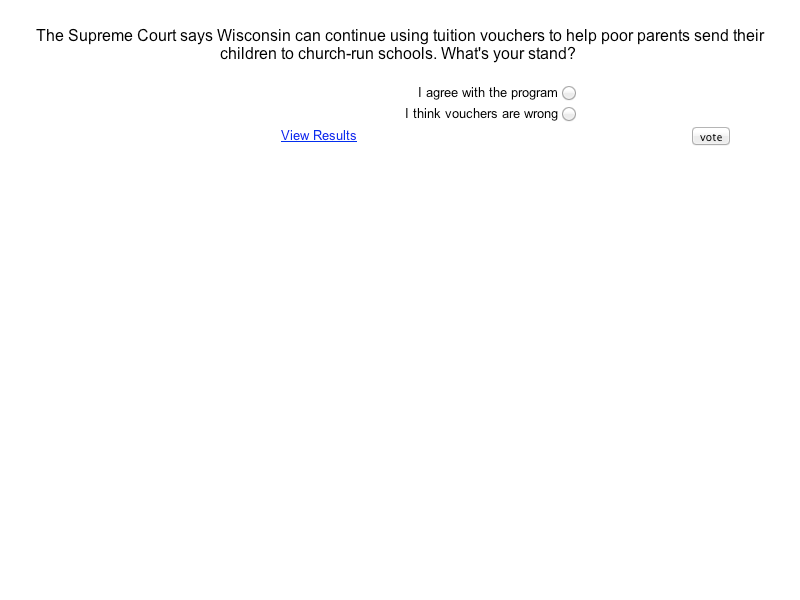 The Supreme Court says Wisconsin can continue using tuition vouchers to help poor parents send their
children to church-run schools. What's your stand?
I agree with the program
I think vouchers are wrong
View Results
vote